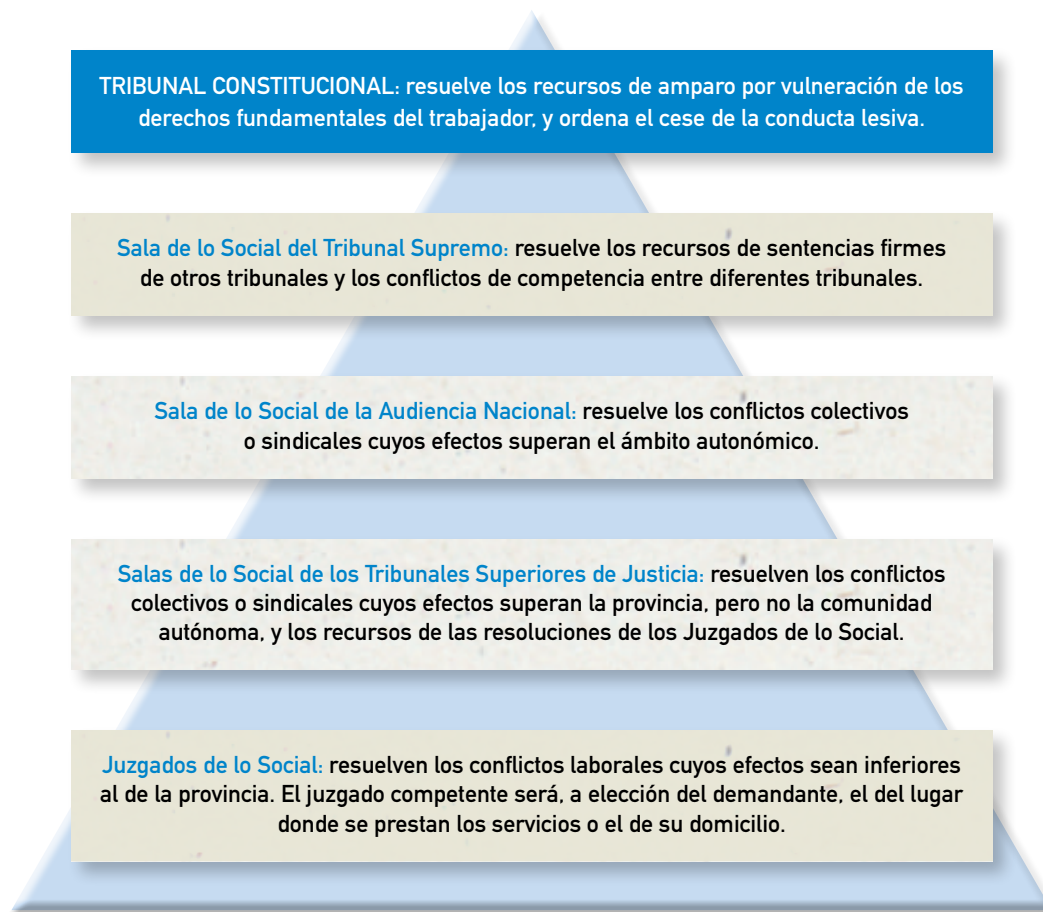 TRIBUNAL CONSTITUCIONAL: resuelve los recursos de amparo por vulneración de los
derechos fundamentales del trabajador, y ordena el cese de la conducta lesiva.
Sala de lo Social del Tribunal Supremo: resuelve los recursos de sentencias firmes
de otros tribunales y los conflictos de competencia entre diferentes tribunales.
Sala de lo Social de la Audiencia Nacional: resuelve los conflictos colectivos
o sindicales cuyos efectos superan el ámbito autonómico.
Salas de lo Social de los Tribunales Superiores de Justicia: resuelven los conflictos
colectivos o sindicales cuyos efectos superan la provincia, pero no la comunidad
autónoma, y los recursos de las resoluciones de los Juzgados de lo Social.
Juzgados de lo Social: resuelven los conflictos laborales cuyos efectos sean inferiores
al de la provincia. El juzgado competente será, a elección del demandante, el del lugar
donde se prestan los servicios o el de su domicilio.